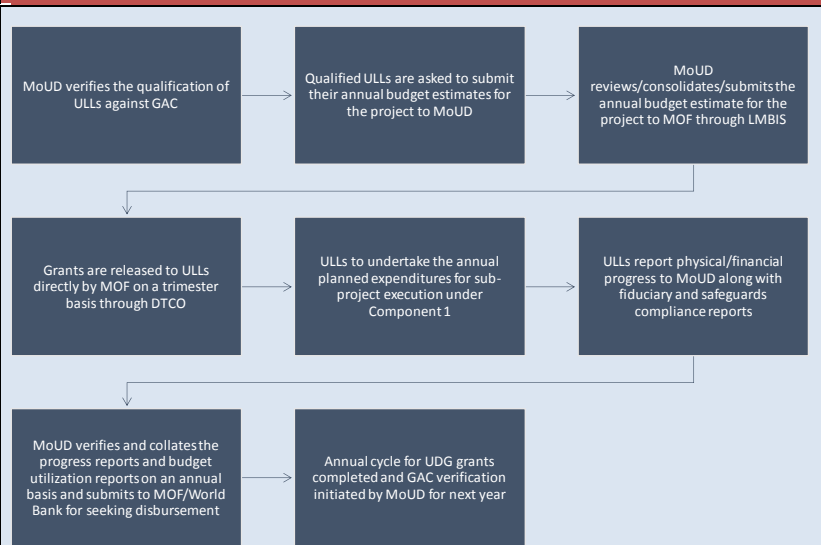 MoUD verifies the qualification of
ULLs against GAC
Qualified ULLs are asked to submit
their annual budget estimates for
the project to MoUD
MoUD
reviews/consolidates/submits the
annual budget estimate for the
project to MOF through LMBIS
Grants are released to ULLs
directly by MOF on a trimester
basis through DTCO
ULLs to undertake the annual
planned expenditures for sub-
project execution under
Component 1
ULLs report physical/financial
progress to MoUD along with
fiduciary and safeguards
compliance reports
MoUD verifies and collates the
progress reports and budget
utilization reports on an annual
basis and submits to MOF/World
Bank for seeking disbursement
Annual cycle for UDG grants
completed and GAC verification
initiated by MoUD for next year